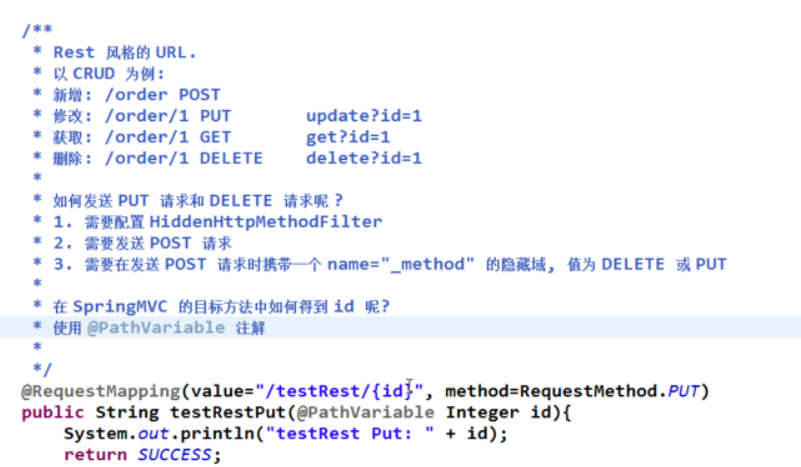 /**
* Rest 风格的 URL.
* 以 CRUD 为例:
* 新增: /order POST
* 修改: /order/1 PUT update?id=1
* 获取: /order/1 GET get?id=1
* 删除: /order/1 DELETE delete?id=1
*
* 如何发送 PUT 请求和 DELETE 请求呢 ?
* 1. 需要配置 HiddenHttpMethodFilter
* 2. 需要发送 POST 请求
* 3. 需要在发送 POST 请求时携带一个 name="_method" 的隐藏域, 值为 DELETE 或 PUT
*
* 在 SpringMVC 的目标方法中如何得到 id 呢?
* 使用 @PathVariable 注解
*
*/
@RequestMapping(value="/testRest/{id}", method=RequestMethod.PUT)
public String testRestPut(@PathVariable Integer id){
System.out.println("testRest Put: " + id);
return SUCCESS;